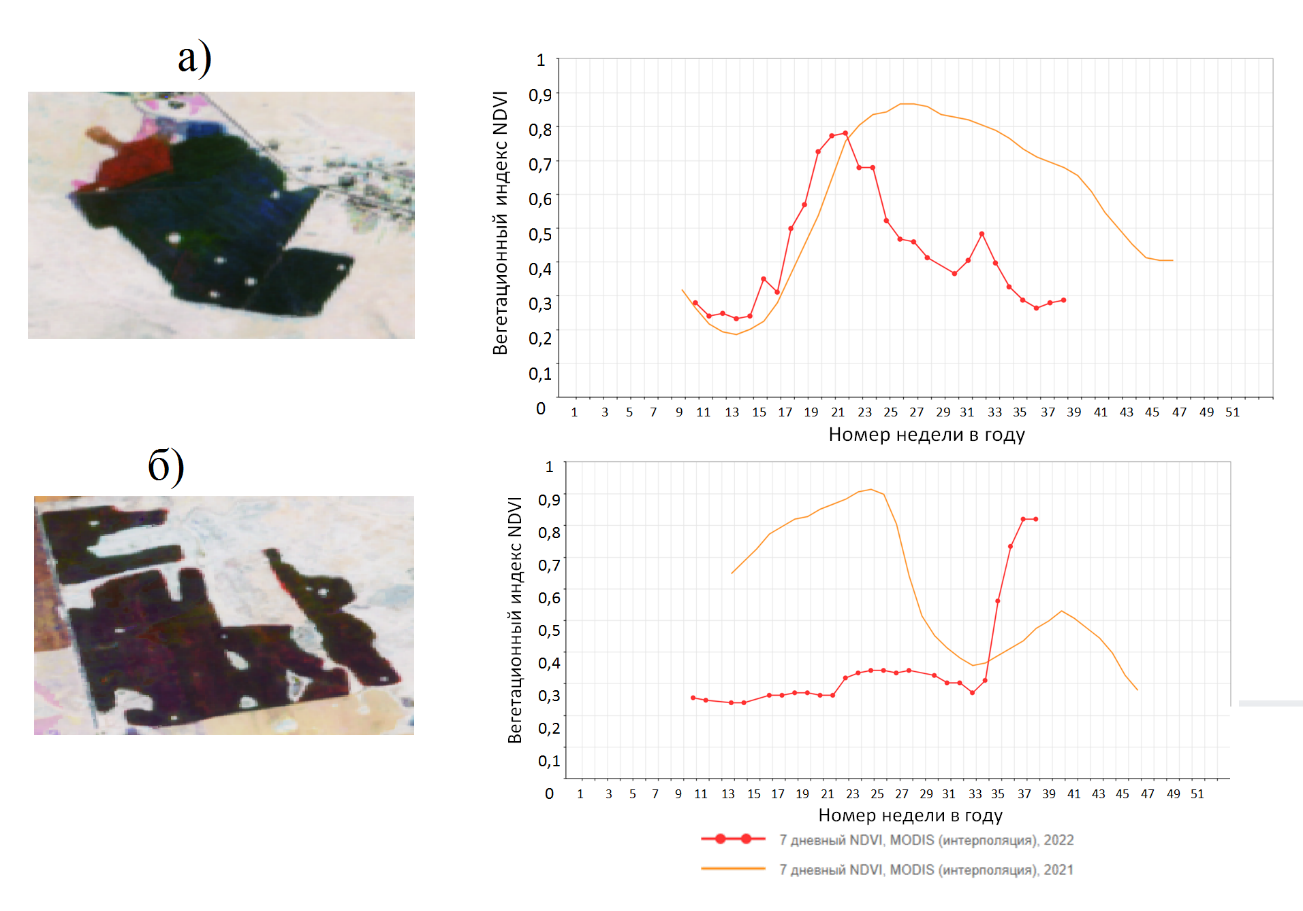 а)
Вегетационный индекс NDVI
1
0,9
0,8
0,7
0,6
0,5
0,4
0,3
0,2
0,1
0
1 3 5 7 9 11 13 15 17 19 21 23 25 27 29 31 33 35 37 39 41 43 45 47 49 51
Номер недели в году
б)
Вегетационный индекс NDVI
1
0,9
0,8
0,7
0,6
0,5
0,4
0,3
0,2
0,1
0
1 3 5 7 9 11 13 15 17 19 21 23 25 27 29 31 33 35 37 39 41 43 45 47 49 51
Номер недели в году
7 дневный NDVI, MODIS (интерполяция), 2022
7 дневный NDVI, MODIS (интерполяция), 2021